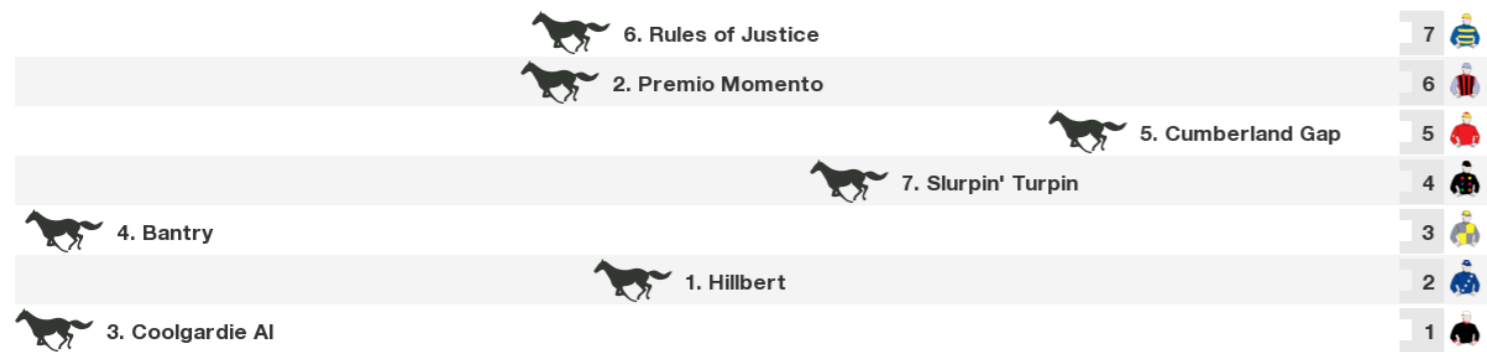 6. Rules of Justice 7
2. Premio Momento 6
5. Cumberland Gap 5
7. Slurpin' Turpin 4
4. Bantry 3
1. Hillbert 2
3. Coolgardie Al 1